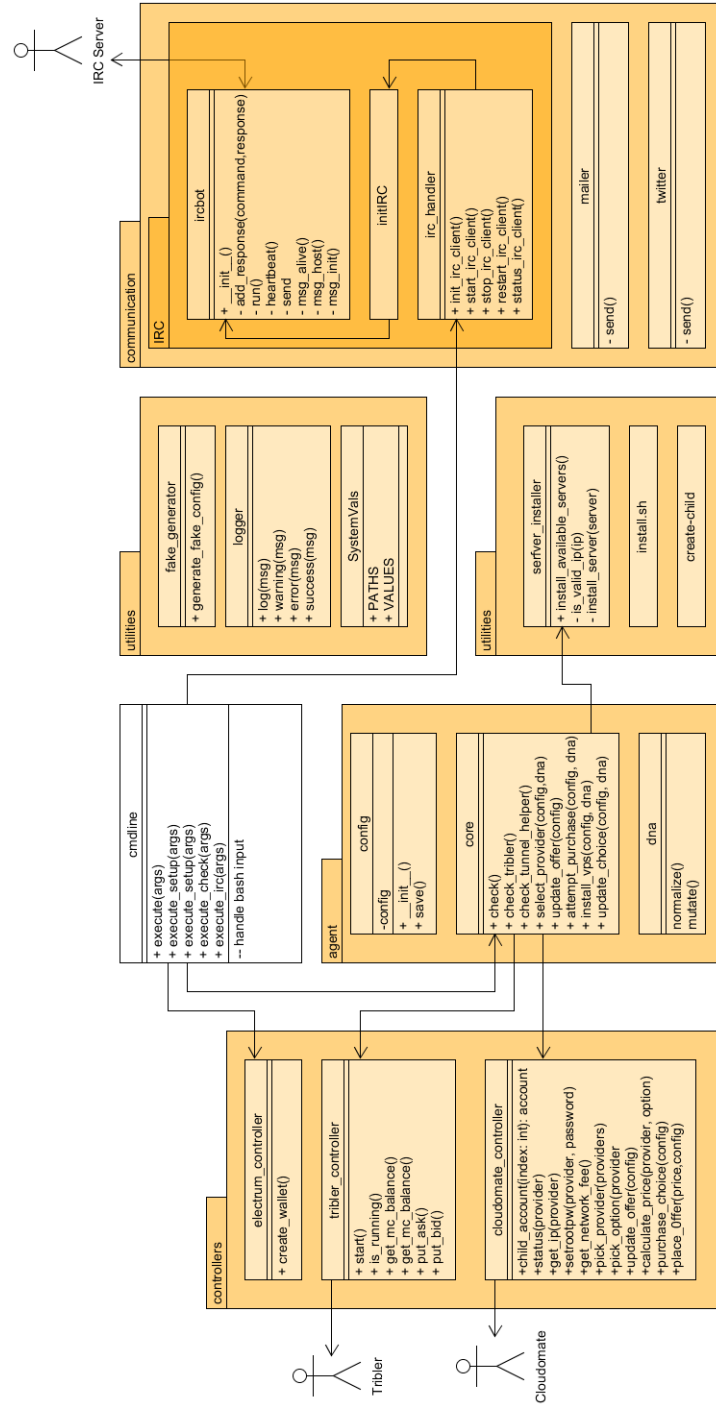 controllers
electrum_controller
+ create_wallet()
tribler_controller
+ start()
+ is_running()
+ get_mc_balance()
+ get_mc_balance()
+ put_ask()
+ put_bid()
cloudomate_controller
+child_account(index: int): account
+status(provider)
+get_ip(provider)
+setrootpw(provider, password)
+get_network_fee()
+pick_provider(providers)
+pick_option(provider
+update_offer(config)
+calculate_price(provider, option)
+purchase_choice(config)
+place_0ffer(price,config)
Tribler
Cloudomate
cmdline
+ execute(args)
+ execute_setup(args)
+ execute_setup(args)
+ execute_check(args)
+ execute_irc(args)
-- handle bash input
agent
config
-config
+ __init__()
+ save()
core
+ check()
+ check_tribler()
+ check_tunnel_helper()
+ select_provider(config,dna)
+ update_offer(config)
+ attempt_purchase(config, dna)
+ install_vps(config, dna)
+ update_choice(config, dna)
dna
normalize()
mutate()
utilities
fake_generator
+ generate_fake_config()
logger
+ log(msg)
+ warning(msg)
+ error(msg)
+ success(msg)
SystemVals
+ PATHS
+ VALUES
utilities
serfver_installer
+ install_available_servers()
- is_valid_ip(ip)
- install_server(server)
install.sh
create-child
communication
IRC
ircbot
+ __init__()
- add_response(command,response)
- run()
- heartbeat()
- send
- msg_alive()
- msg_host()
- msg_init()
initIRC
irc_handler
+ init_irc_client()
+ start_irc_client()
+ stop_irc_client()
+ restart_irc_client()
+ status_irc_client()
mailer
- send()
twitter
- send()
IRC Server